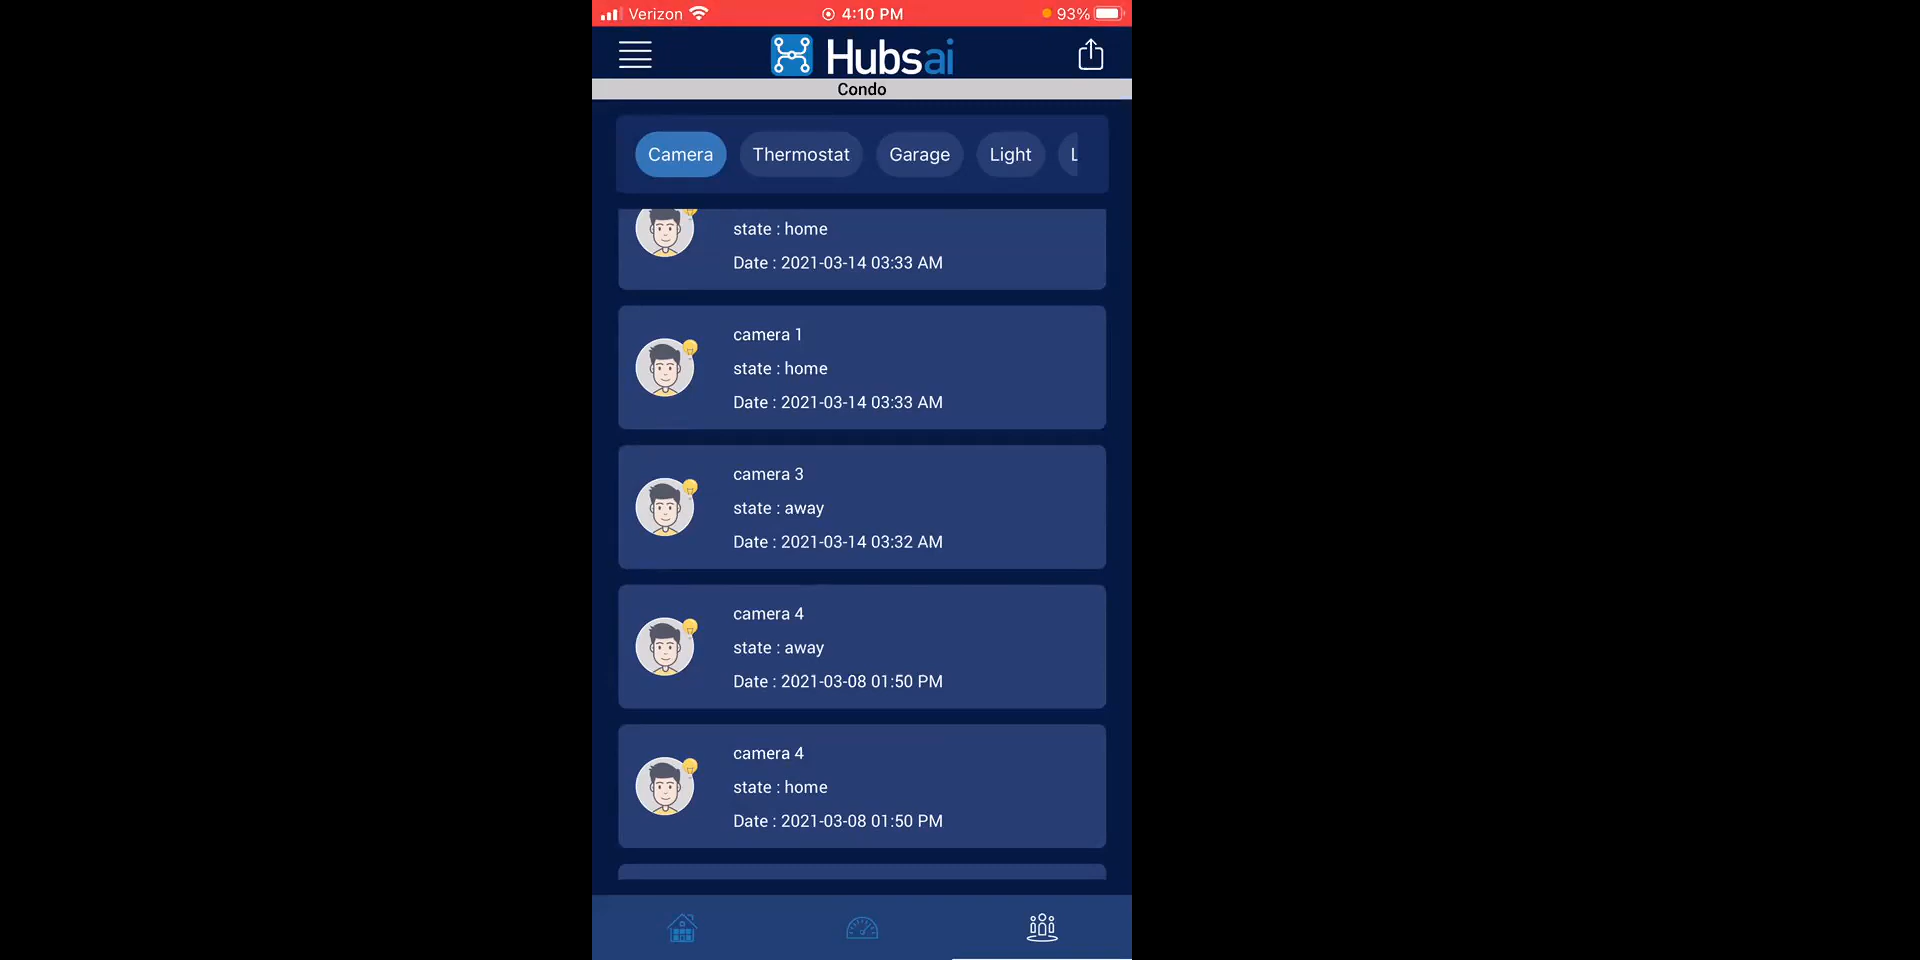 Verizon 4:10 PM 93%
Hubsai
Condo
Camera Thermostat Garage Light L
state : home
Date : 2021-03-14 03:33 AM
camera 1
state : home
Date : 2021-03-14 03:33 AM
camera 3
state : away
Date : 2021-03-14 03:32 AM
camera 4
state : away
Date : 2021-03-08 01:50 PM
camera 4
state : home
Date : 2021-03-08 01:50 PM